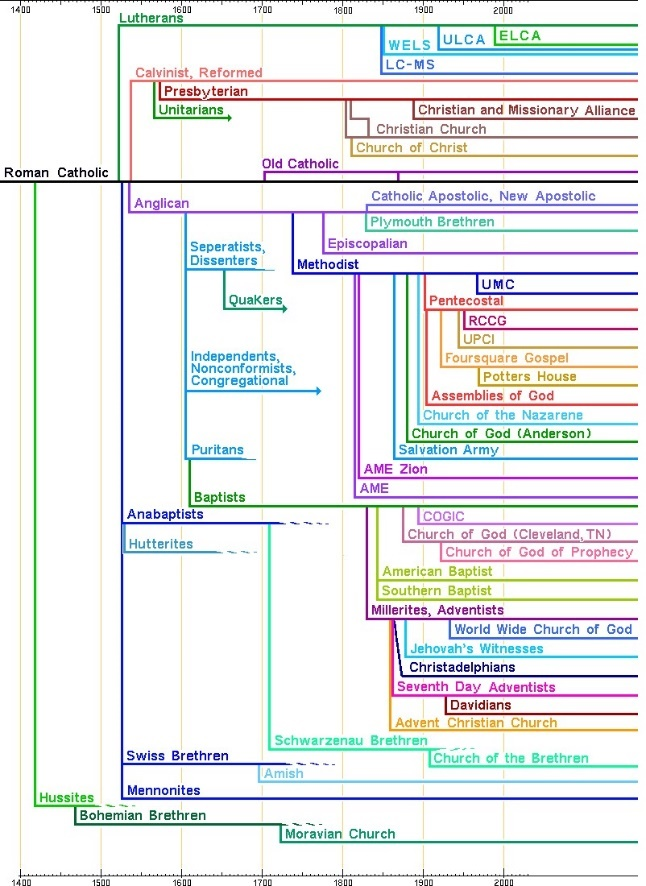 1400 1500 1600 1700 1800 1900 2000
Lutherans
ELCA
ULCA
WELS
LC-MS
Calvinist, Reformed
Presbyterian
Unitarians
Christian and Missionary Alliance
Christian Church
Church of Christ
Old Catholic
Roman Catholic
Catholic Apostolic, New Apostolic
Anglican
Plymouth Brethren
Episcopalian
Seperatists,
Dissenters
Methodist
UMC
Quakers
Pentecostal
RCCG
UPCI
Independents,
Nonconformists,
Congregational
Foursquare Gospel
Potters House
Assemblies of God
Church of the Nazarene
Church of God (Anderson)
Puritans
Salvation Army
AME Zion
AME
Baptists
Anabaptists
COGIC
Church of God (Cleveland,TN)
Hutterites
Church of God of Prophecy
American Baptist
Southern Baptist
Millerites, Adventists
World Wide Church of God
Jehovah's Witnesses
Christadelphians
Seventh Day Adventists
Davidians
Advent Christian Church
Schwarzenau Brethren
Swiss Brethren
Church of the Brethren
Amish
Mennonites
Hussites
Bohemian Brethren
Moravian Church
1400 1500 1600 1700 1800 1900 2000